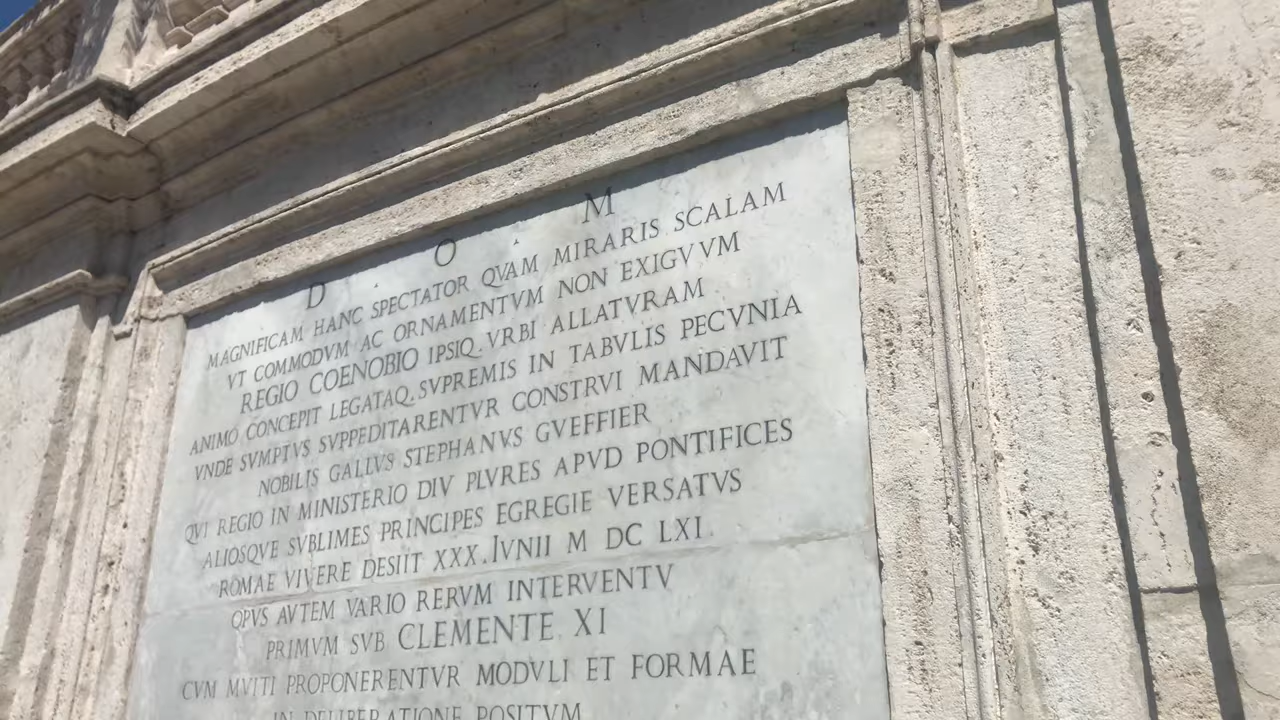 D O M
MAGNIFICAM HANC SPECTATOR QVAM MIRARIS SCALAM
VT COMMODVM AC ORNAMENTVM NON EXIGVVM
REGIO COENOBIO IPSIQ. VRBI ALLATVRAM
ANIMO CONCEPIT LEGATAQ. SVPREMIS IN TABVLIS PECVNIA
VNDE SVMPTVS SVPPEDITARENTVR CONSTRVI MANDAVIT
NOBILIS GALLVS STEPHANVS GVEFFIER
QVI REGIO IN MINISTERIO DIV PLVRES APVD PONTIFICES
ALIOSQVE SVBLIMES PRINCIPES EGREGIE VERSATVS
ROMAE VIVERE DESIIT XXX. IVNII M DC LXI.
OPVS AVTEM VARIO RERVM INTERVENTV
PRIMVM SVB CLEMENTE XI
CVM MVLTI PROPONERENTVR MODVLI ET FORMAE
IN DELIBERATIONE POSITVM